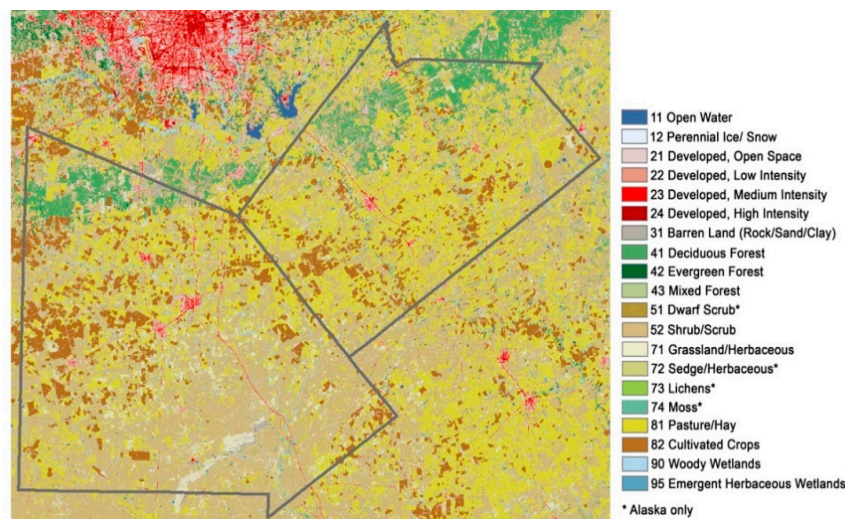 11 Open Water
12 Perennial Ice/ Snow
21 Developed, Open Space
22 Developed, Low Intensity
23 Developed, Medium Intensity
24 Developed, High Intensity
31 Barren Land (Rock/Sand/Clay)
41 Deciduous Forest
42 Evergreen Forest
43 Mixed Forest
51 Dwarf Scrub*
52 Shrub/Scrub
71 Grassland/Herbaceous
72 Sedge/Herbaceous*
73 Lichens*
74 Moss*
81 Pasture/Hay
82 Cultivated Crops
90 Woody Wetlands
95 Emergent Herbaceous Wetlands
* Alaska only